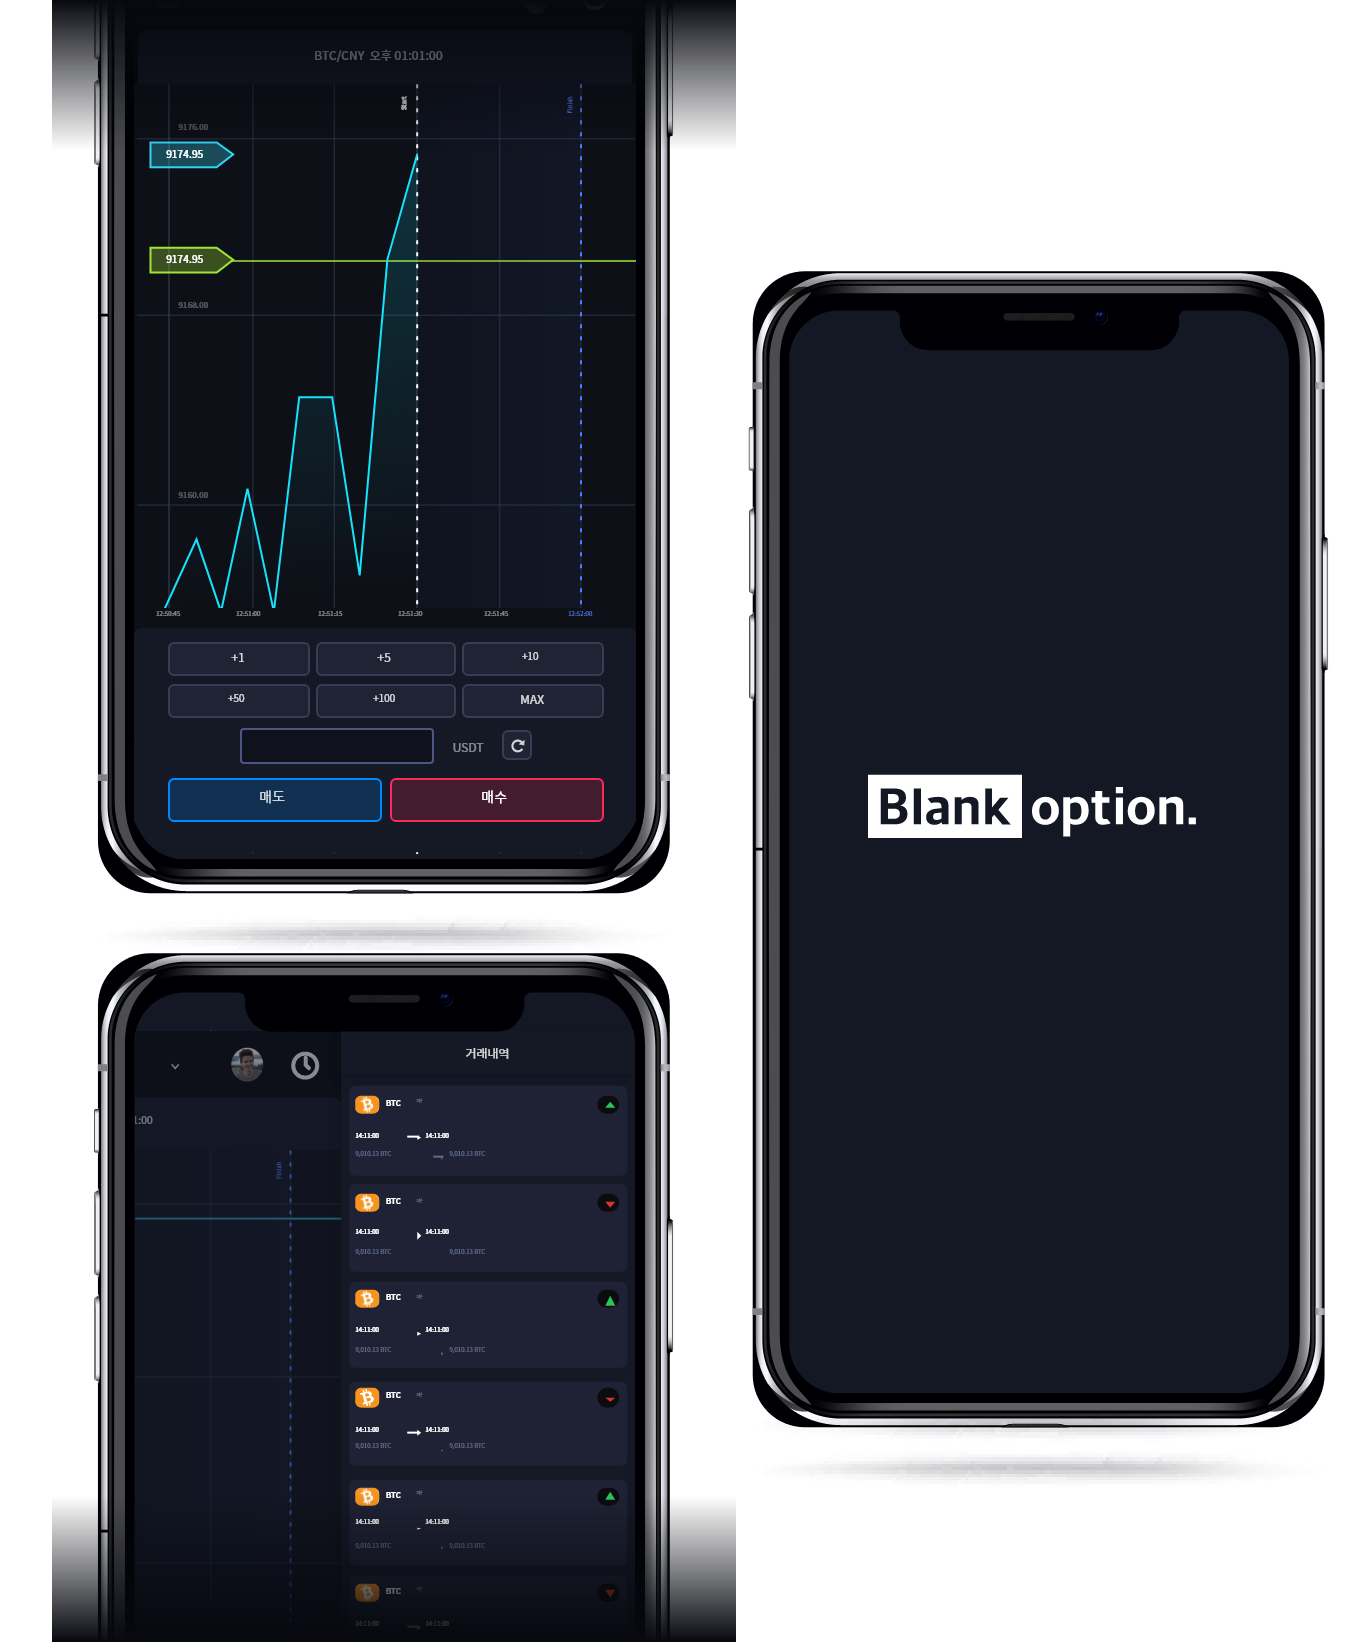 BTC/CNY 오후 01:01:00
Start
Finish
9176.00
9174.95
9174.95
9168.00
9160.00
12:50:45 12:51:00 12:51:15 12:51:30 12:51:45 12:52:00
+1 +5 +10
+50 +100 MAX
USDT
매도 매수
Blank option.
거래내역
1:00
Finish
BTC
14:11:00 14:11:00
9,010.13 BTC 9,010.13 BTC
BTC
14:11:00 14:11:00
9,010.13 BTC 9,010.13 BTC
BTC
14:11:00 14:11:00
9,010.13 BTC 9,010.13 BTC
BTC
14:11:00 14:11:00
9,010.13 BTC 9,010.13 BTC
BTC
14:11:00 14:11:00
9,010.13 BTC 9,010.13 BTC
BTC
14:11:00 14:11:00